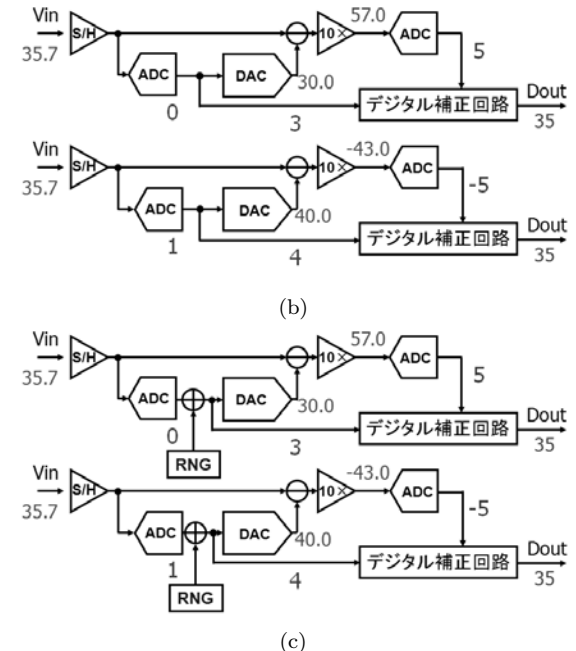 Vin 57.0
S/H 10× ADC
35.7 5
ADC DAC 30.0 Dout
0 3 デジタル補正回路
35
Vin -43.0
S/H 10× ADC
35.7 -5
ADC DAC 40.0 Dout
1 4 デジタル補正回路
35
(b)
Vin 57.0
S/H 10× ADC
35.7 5
ADC DAC 30.0 Dout
0 3 デジタル補正回路
RNG 35
Vin -43.0
S/H 10× ADC
35.7 -5
ADC DAC 40.0 Dout
1 4 デジタル補正回路
RNG 35
(c)